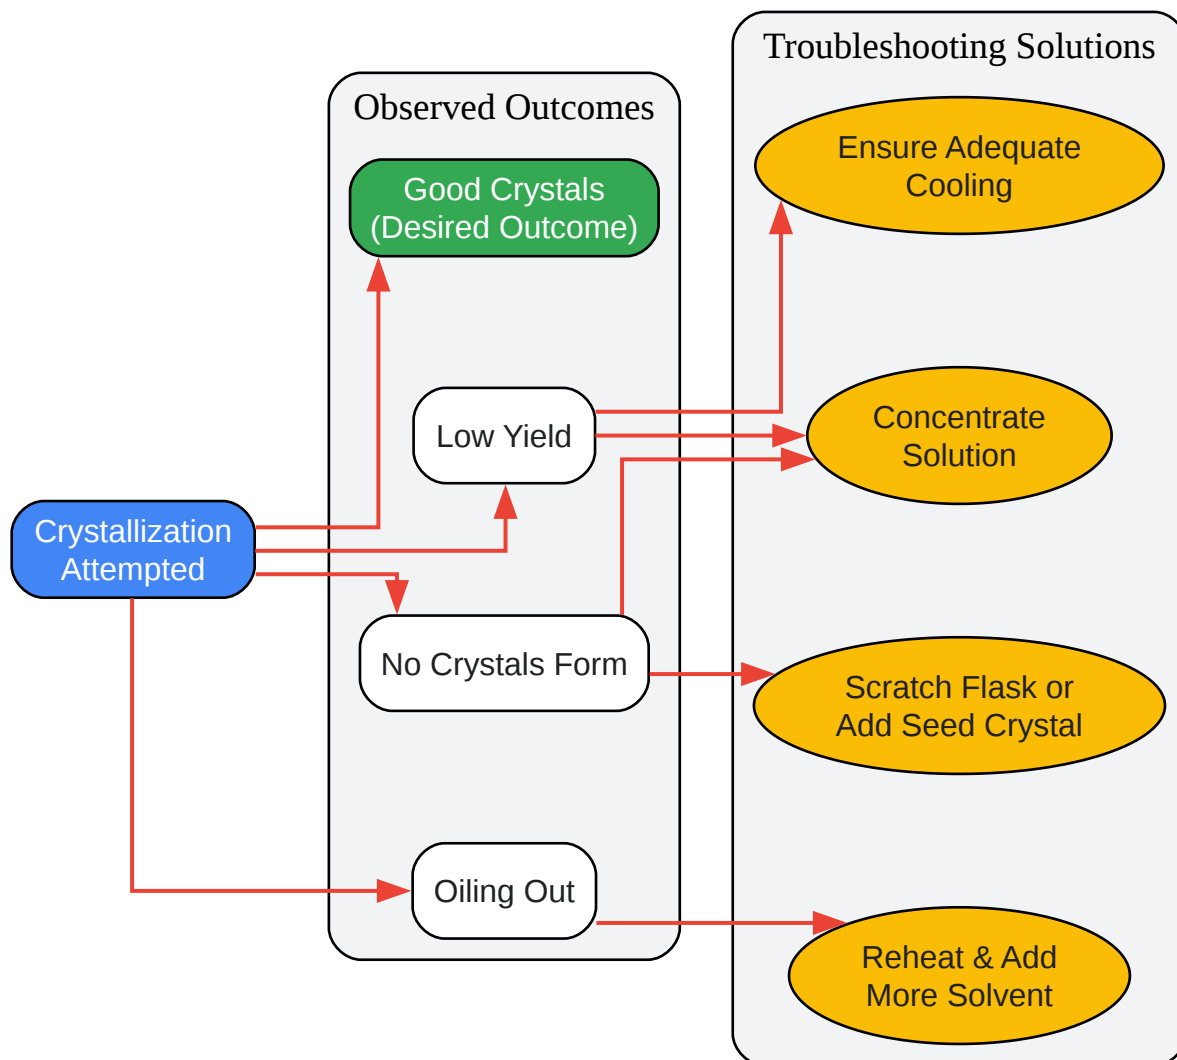 Troubleshooting Solutions
Observed Outcomes
Ensure Adequate
Cooling
Good Crystals
(Desired Outcome)
Low Yield
Concentrate
Solution
Crystallization
Attempted
No Crystals Form
Scratch Flask or
Add Seed Crystal
Oiling Out
Reheat & Add
More Solvent